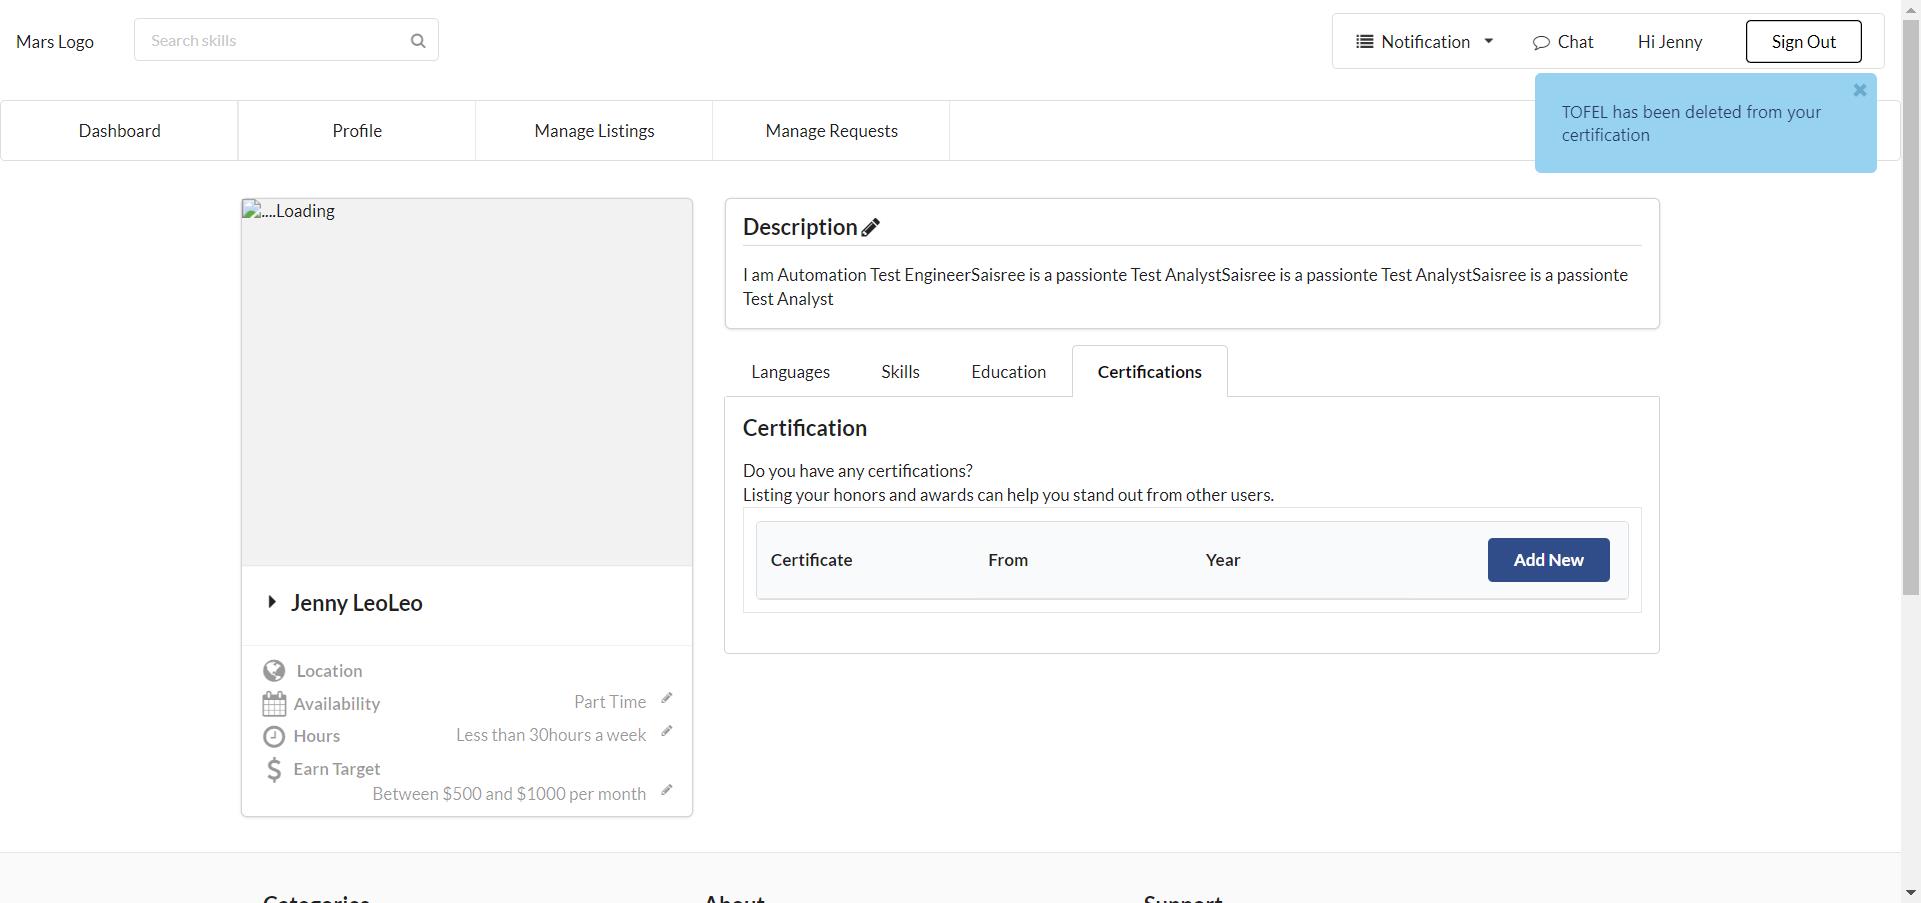 Mars Logo
Search skills
Notification
Chat
Hi Jenny
Sign Out
TOFEL has been deleted from your
certification
Dashboard
Profile
Manage Listings
Manage Requests
....Loading
Jenny LeoLeo
Location
Availability
Part Time
Hours
Less than 30hours a week
Earn Target
Between $500 and $1000 per month
Description
I am Automation Test EngineerSaisree is a passionte Test AnalystSaisree is a passionte Test AnalystSaisree is a passionte
Test Analyst
Languages
Skills
Education
Certifications
Certification
Do you have any certifications?
Listing your honors and awards can help you stand out from other users.
Certificate
From
Year
Add New
Categories
About
Support